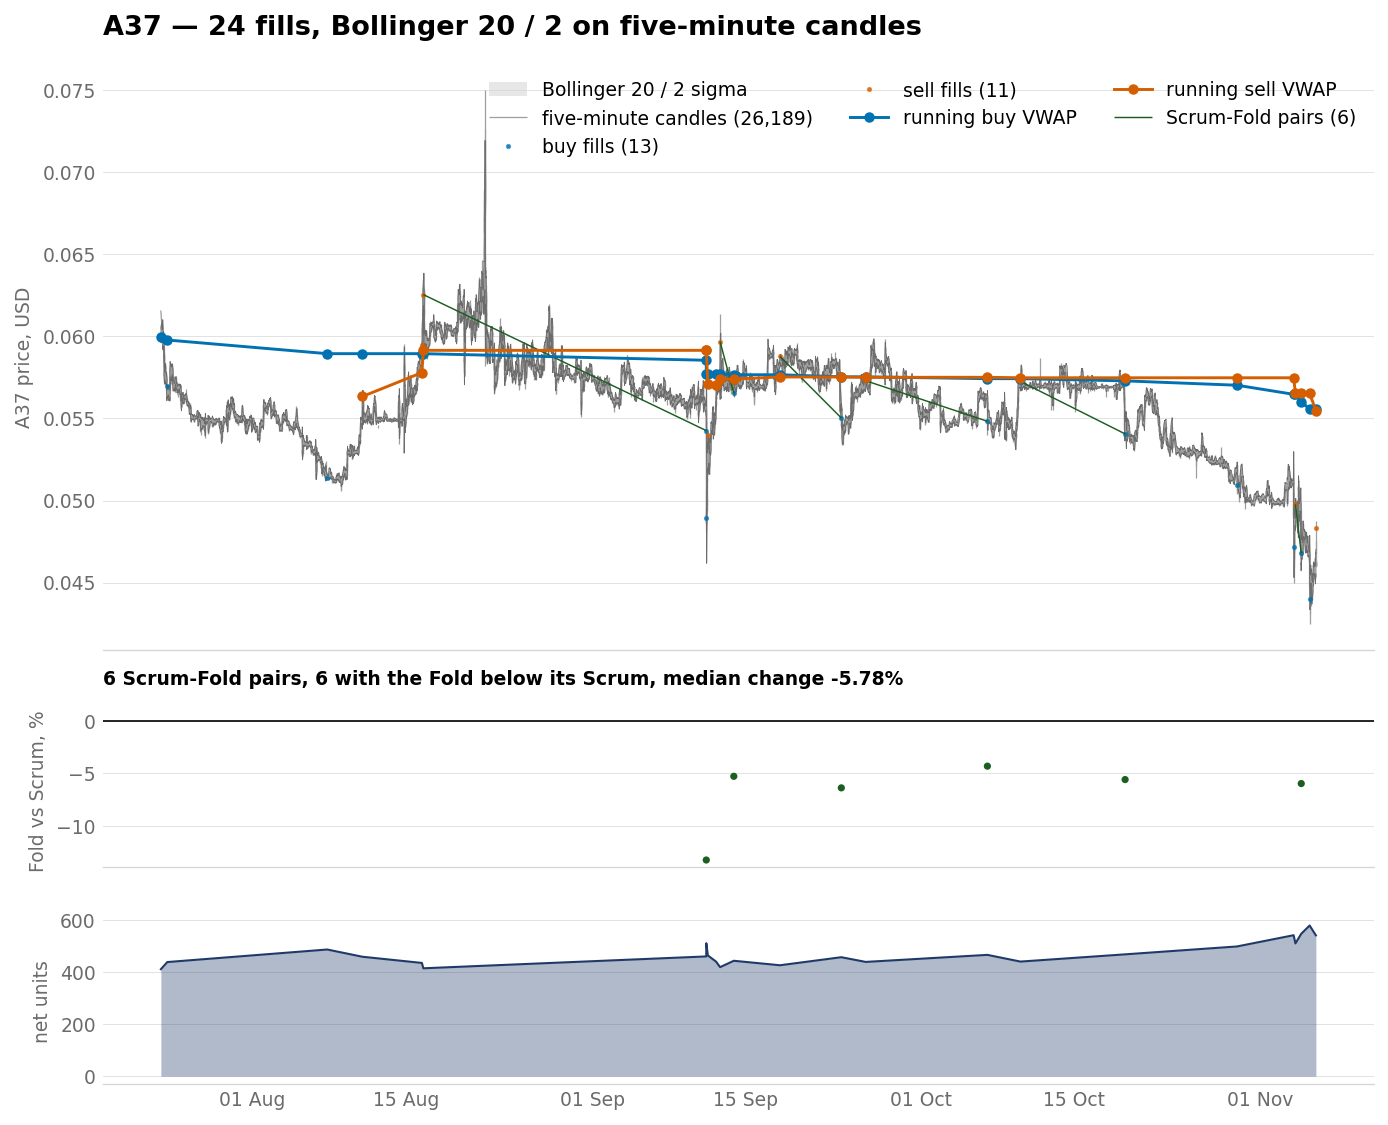 A37 — 24 fills, Bollinger 20 / 2 on five-minute candles
Bollinger 20 / 2 sigma
five-minute candles (26,189)
buy fills (13)
sell fills (11)
running buy VWAP
running sell VWAP
Scrum-Fold pairs (6)
A37 price, USD
0.075
0.070
0.065
0.060
0.055
0.050
0.045
6 Scrum-Fold pairs, 6 with the Fold below its Scrum, median change -5.78%
Fold vs Scrum, %
0
−5
−10
net units
600
400
200
0
01 Aug
15 Aug
01 Sep
15 Sep
01 Oct
15 Oct
01 Nov